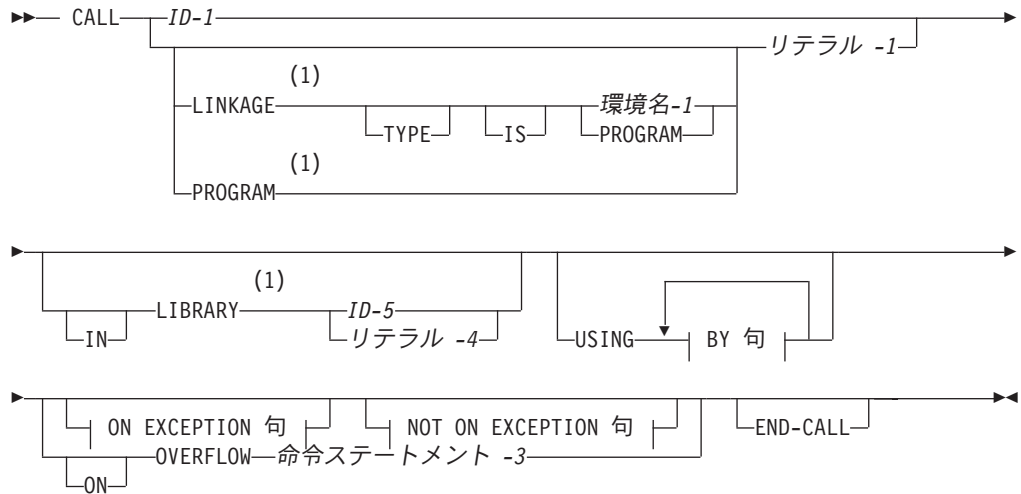 CALL ID-1
リテラル -1
(1)
LINKAGE 環境名-1
TYPE IS PROGRAM
(1)
PROGRAM
(1)
LIBRARY ID-5
IN リテラル -4 USING BY 句
ON EXCEPTION 句 NOT ON EXCEPTION 句 END-CALL
OVERFLOW 命令ステートメント -3
ON